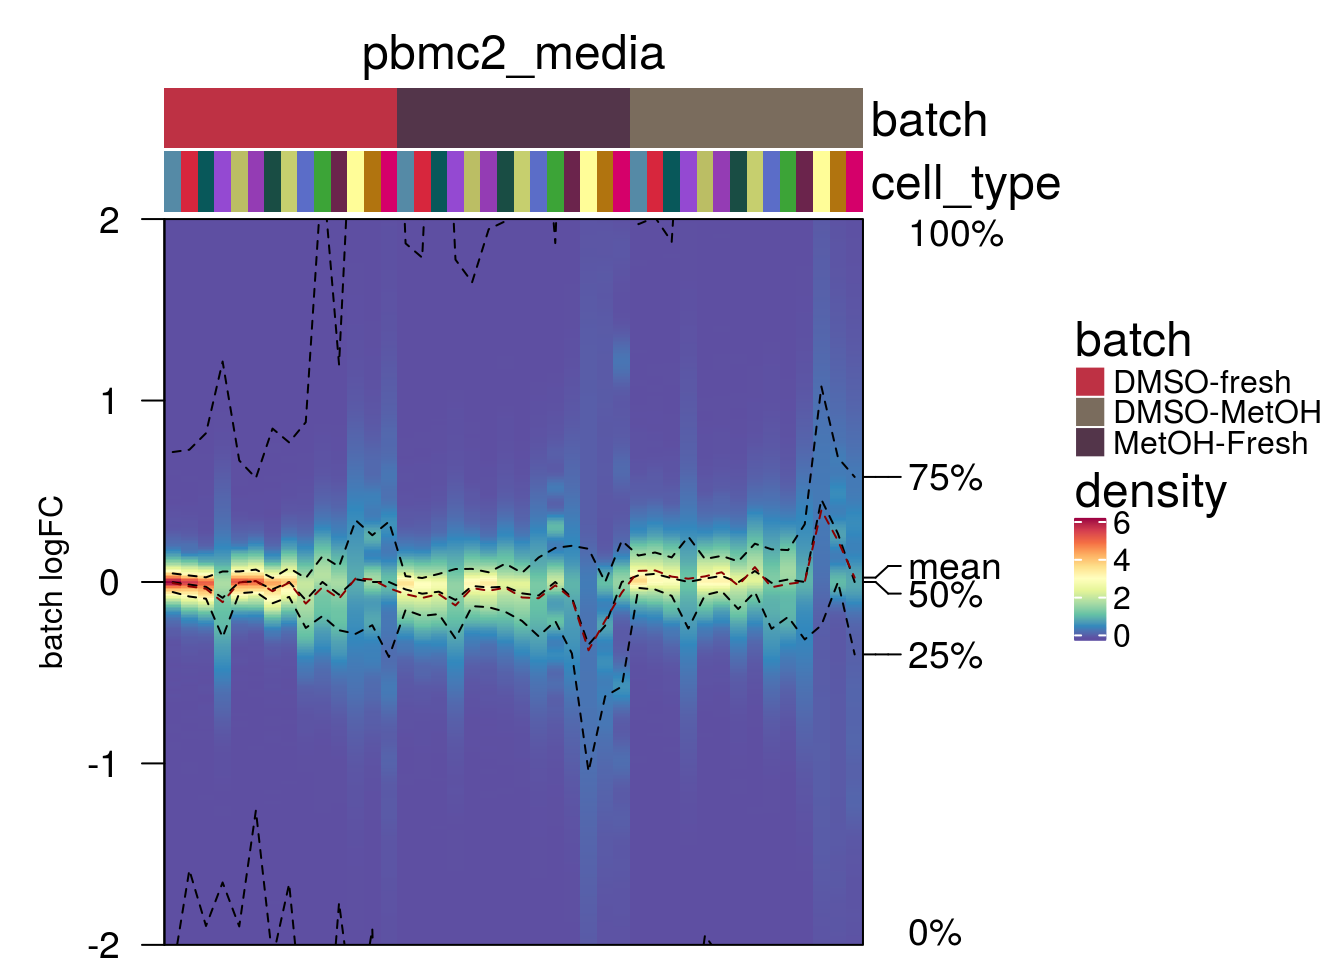 pbmc2_media
batch
cell_type
2
1
0
-1
-2
batch logFC
100%
75%
mean
50%
25%
0%
batch
DMSO-fresh
DMSO-MetOH
MetOH-Fresh
density
6
4
2
0